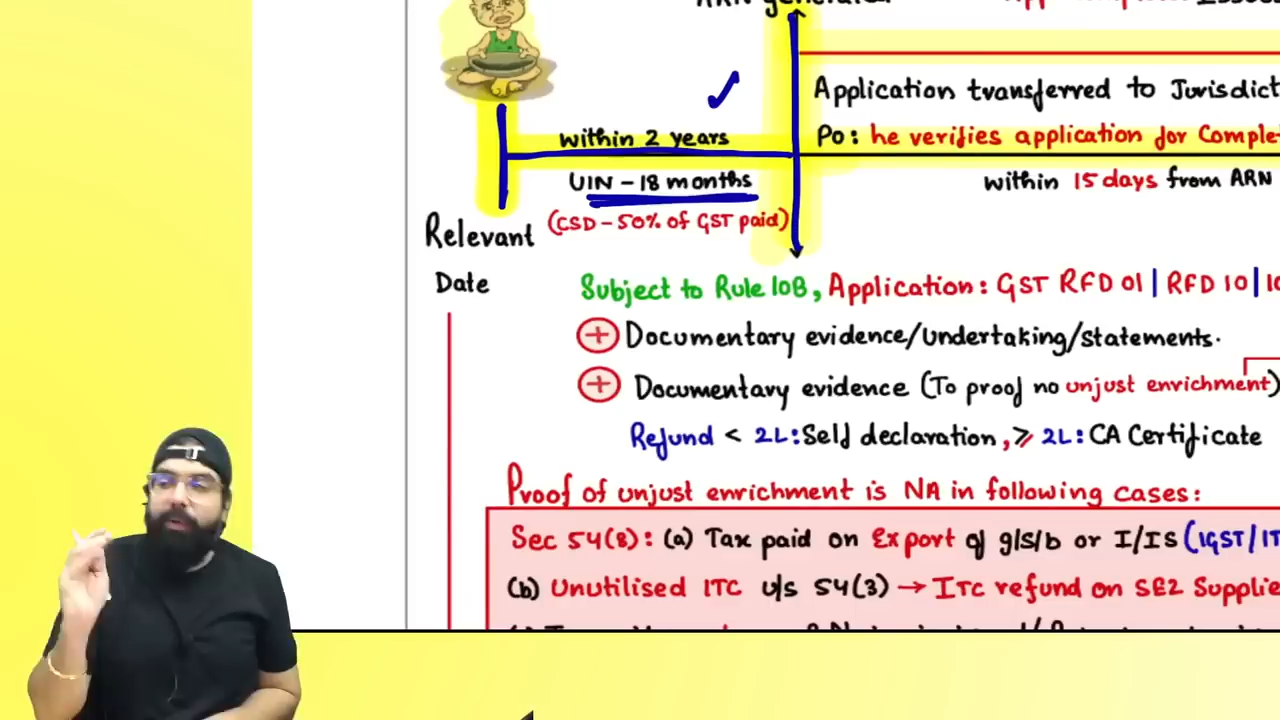 ARN generated
Application transferred to Jurisdict
within 2 years
Po: he verifies application for Comple
UIN - 18 months
within 15 days from ARN
(CSD - 50% of GST paid)
Relevant
Date
Subject to Rule 10B, Application: GST RFD 01 | RFD 10 | 10
+ Documentary evidence/undertaking/statements.
+ Documentary evidence (To proof no unjust enrichment)
Refund < 2L: Self declaration, ≥ 2L: CA Certificate
Proof of unjust enrichment is NA in following cases:
Sec 54(8): (a) Tax paid on Export of g/s/b or I/IS (IGST/IT
(b) Unutilised ITC u/s 54(3) → ITC refund on SEZ Supplie